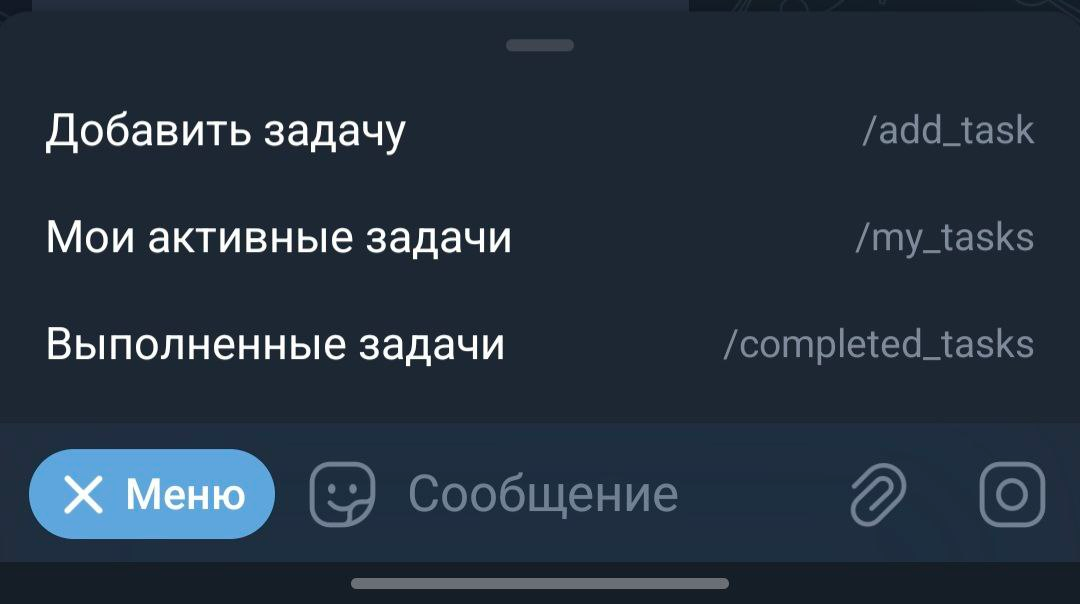 Добавить задачу /add_task
Мои активные задачи /my_tasks
Выполненные задачи /completed_tasks
Меню Сообщение